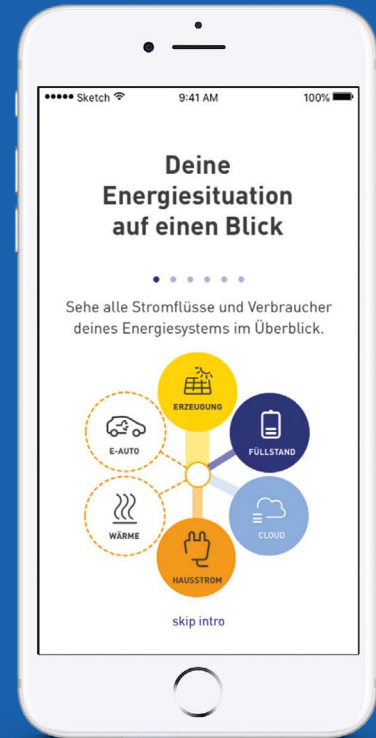 Sketch 9:41 AM 100%
Deine
Energiesituation
auf einen Blick
Sehe alle Stromflüsse und Verbraucher
deines Energiesystems im Überblick.
ERZEUGUNG
E-AUTO
FÜLLSTAND
WÄRME
CLOUD
HAUSSTROM
skip intro